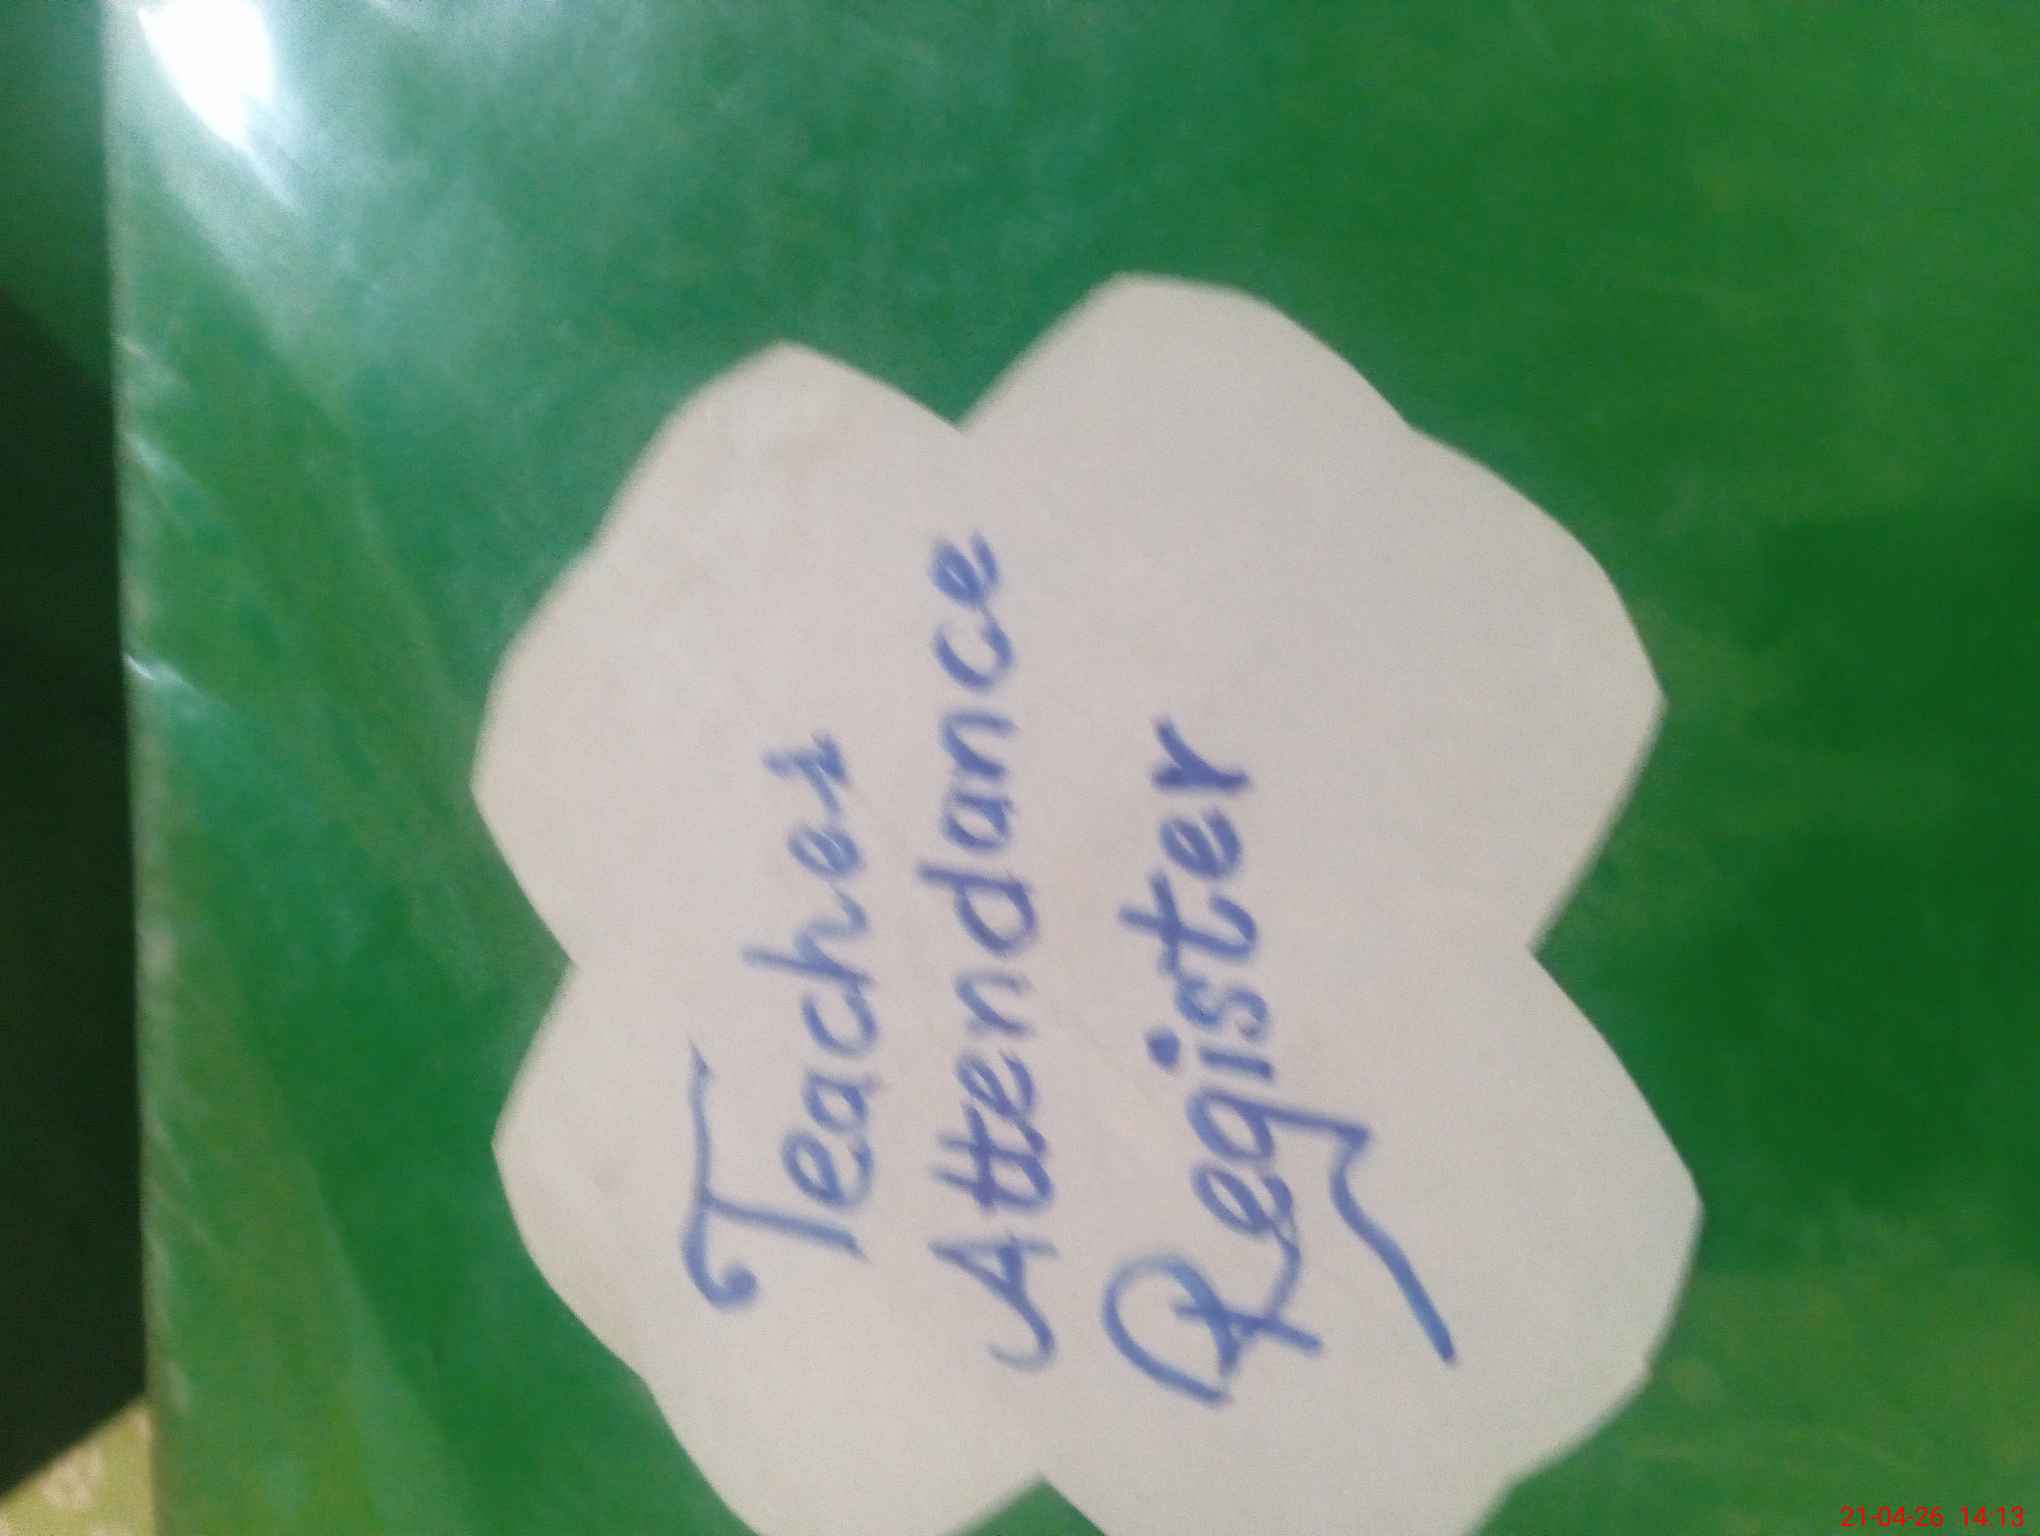 Teaches
Attendance
Register
21-04-26 14:13